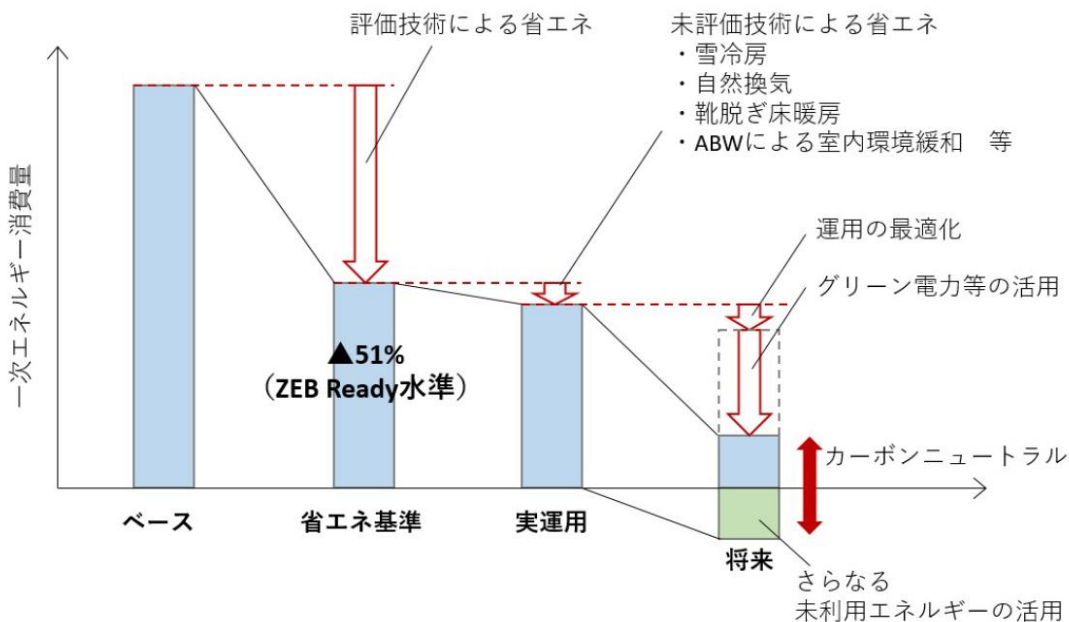 評価技術による省エネ
未評価技術による省エネ
・雪冷房
・自然換気
・靴脱ぎ床暖房
・ABWによる室内環境緩和　等
運用の最適化
グリーン電力等の活用
一次エネルギー消費量
▲51%
（ZEB Ready水準）
カーボンニュートラル
ベース
省エネ基準
実運用
将来
さらなる
未利用エネルギーの活用